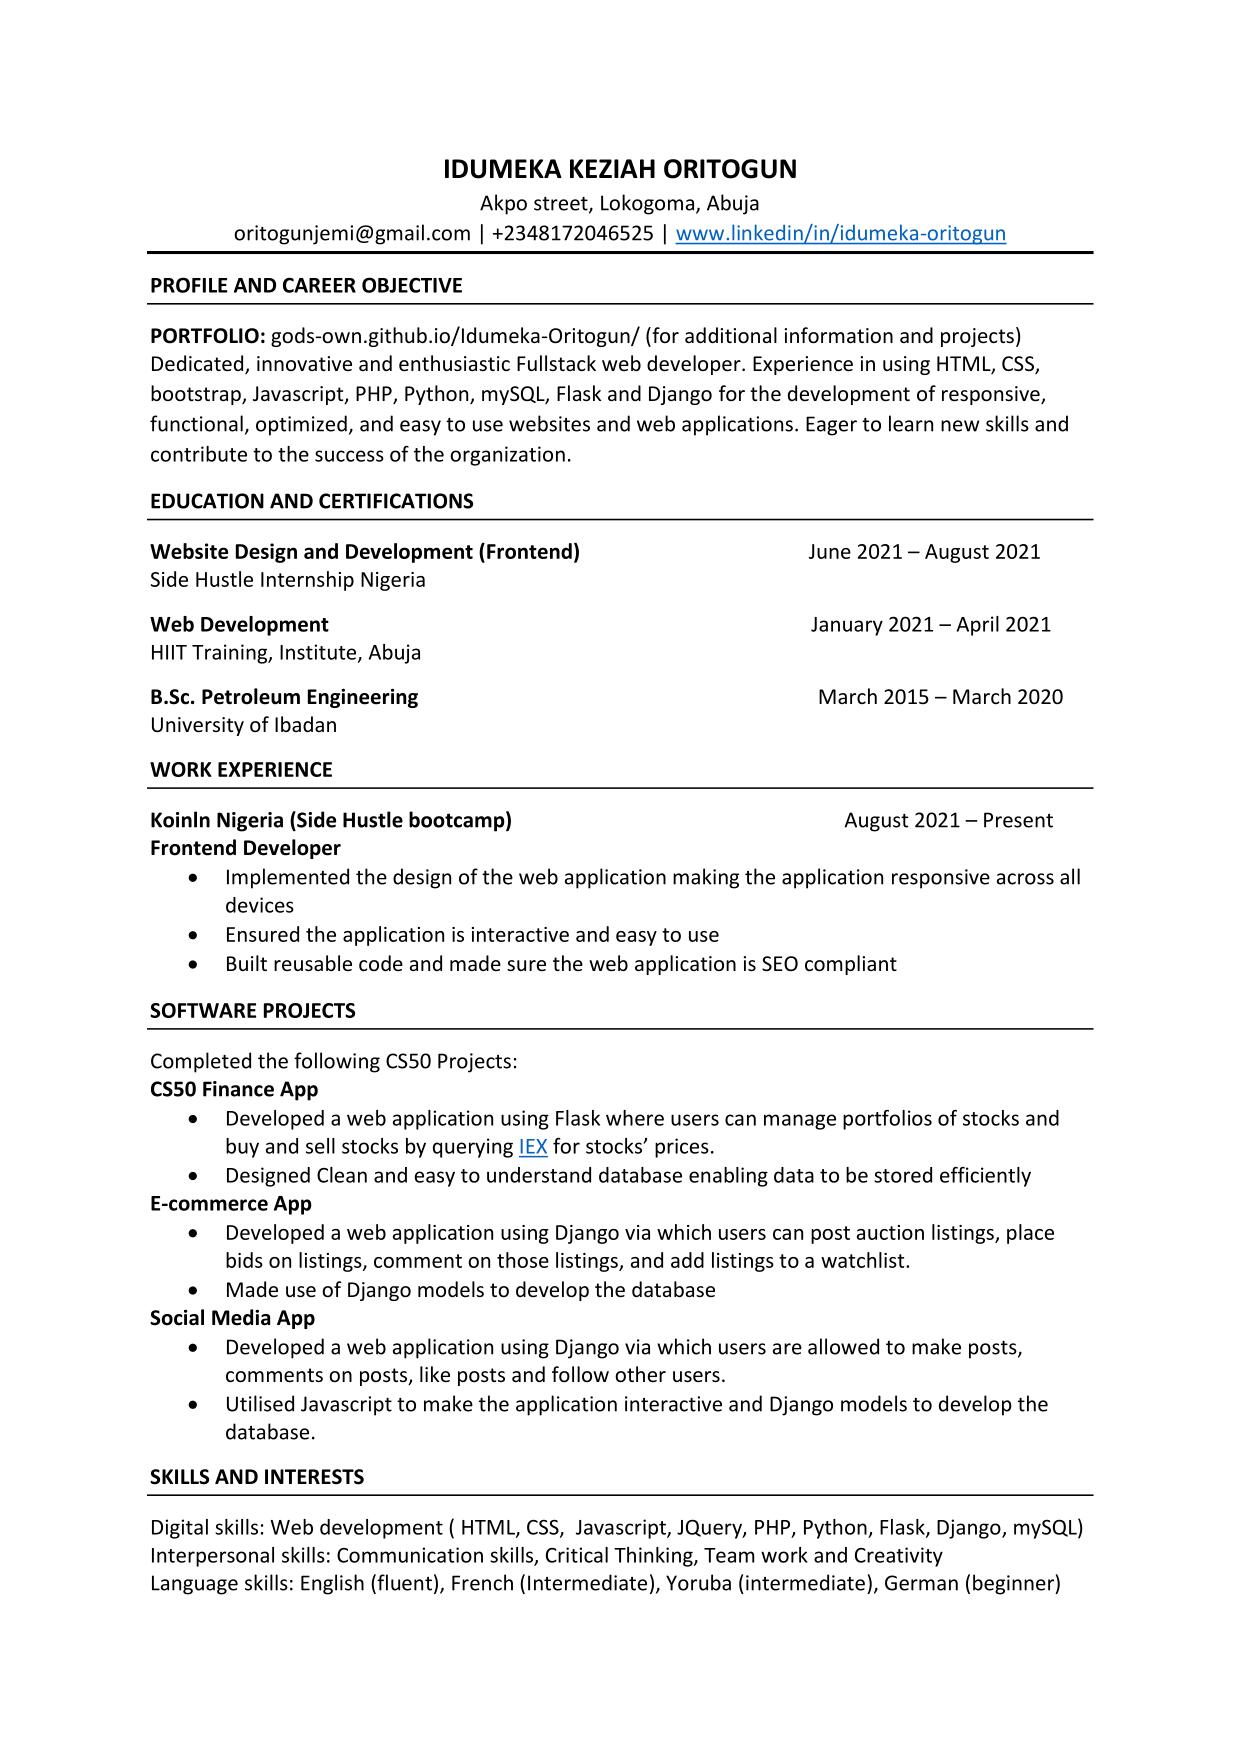 IDUMEKA KEZIAH ORITOGUN
Akpo street, Lokogoma, Abuja
oritogunjemi@gmail.com | +2348172046525 | www.linkedin/in/idumeka-oritogun
PROFILE AND CAREER OBJECTIVE
PORTFOLIO: gods-own.github.io/Idumeka-Oritogun/ (for additional information and projects)
Dedicated, innovative and enthusiastic Fullstack web developer. Experience in using HTML, CSS,
bootstrap, Javascript, PHP, Python, mySQL, Flask and Django for the development of responsive,
functional, optimized, and easy to use websites and web applications. Eager to learn new skills and
contribute to the success of the organization.
EDUCATION AND CERTIFICATIONS
Website Design and Development (Frontend) June 2021 – August 2021
Side Hustle Internship Nigeria
Web Development January 2021 – April 2021
HIIT Training, Institute, Abuja
B.Sc. Petroleum Engineering March 2015 – March 2020
University of Ibadan
WORK EXPERIENCE
Koinln Nigeria (Side Hustle bootcamp) August 2021 – Present
Frontend Developer
• Implemented the design of the web application making the application responsive across all
devices
• Ensured the application is interactive and easy to use
• Built reusable code and made sure the web application is SEO compliant
SOFTWARE PROJECTS
Completed the following CS50 Projects:
CS50 Finance App
• Developed a web application using Flask where users can manage portfolios of stocks and
buy and sell stocks by querying IEX for stocks’ prices.
• Designed Clean and easy to understand database enabling data to be stored efficiently
E-commerce App
• Developed a web application using Django via which users can post auction listings, place
bids on listings, comment on those listings, and add listings to a watchlist.
• Made use of Django models to develop the database
Social Media App
• Developed a web application using Django via which users are allowed to make posts,
comments on posts, like posts and follow other users.
• Utilised Javascript to make the application interactive and Django models to develop the
database.
SKILLS AND INTERESTS
Digital skills: Web development ( HTML, CSS, Javascript, JQuery, PHP, Python, Flask, Django, mySQL)
Interpersonal skills: Communication skills, Critical Thinking, Team work and Creativity
Language skills: English (fluent), French (Intermediate), Yoruba (intermediate), German (beginner)